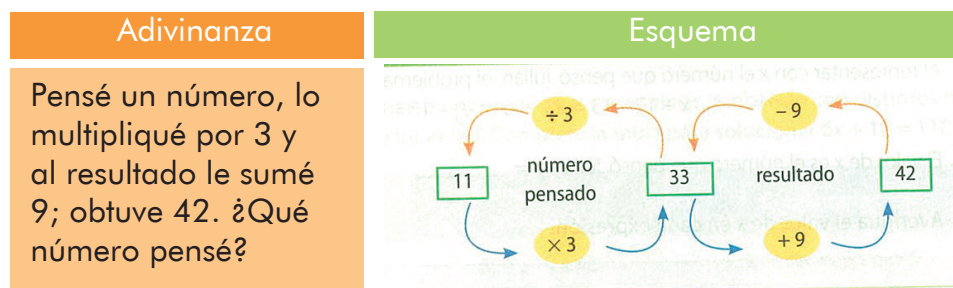 Adivinanza
Esquema
Pensé un número, lo
multipliqué por 3 y
al resultado le sumé
9; obtuve 42. ¿Qué
número pensé?
÷ 3
– 9
11
número
pensado
33
resultado
42
× 3
+ 9